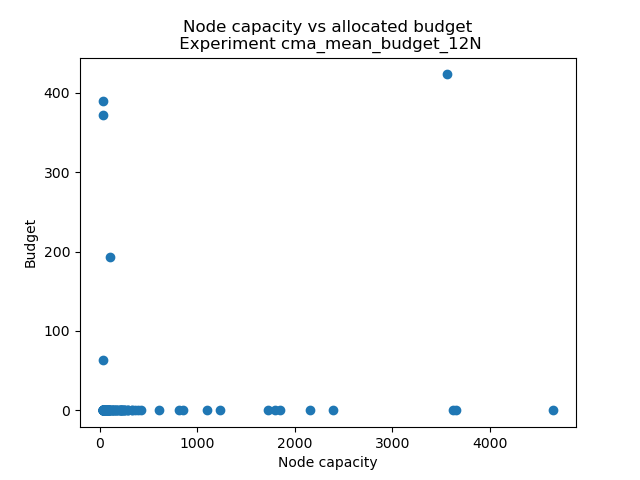 Node capacity vs allocated budget
Experiment cma_mean_budget_12N
400
300
200
100
0
Budget
0 1000 2000 3000 4000
Node capacity